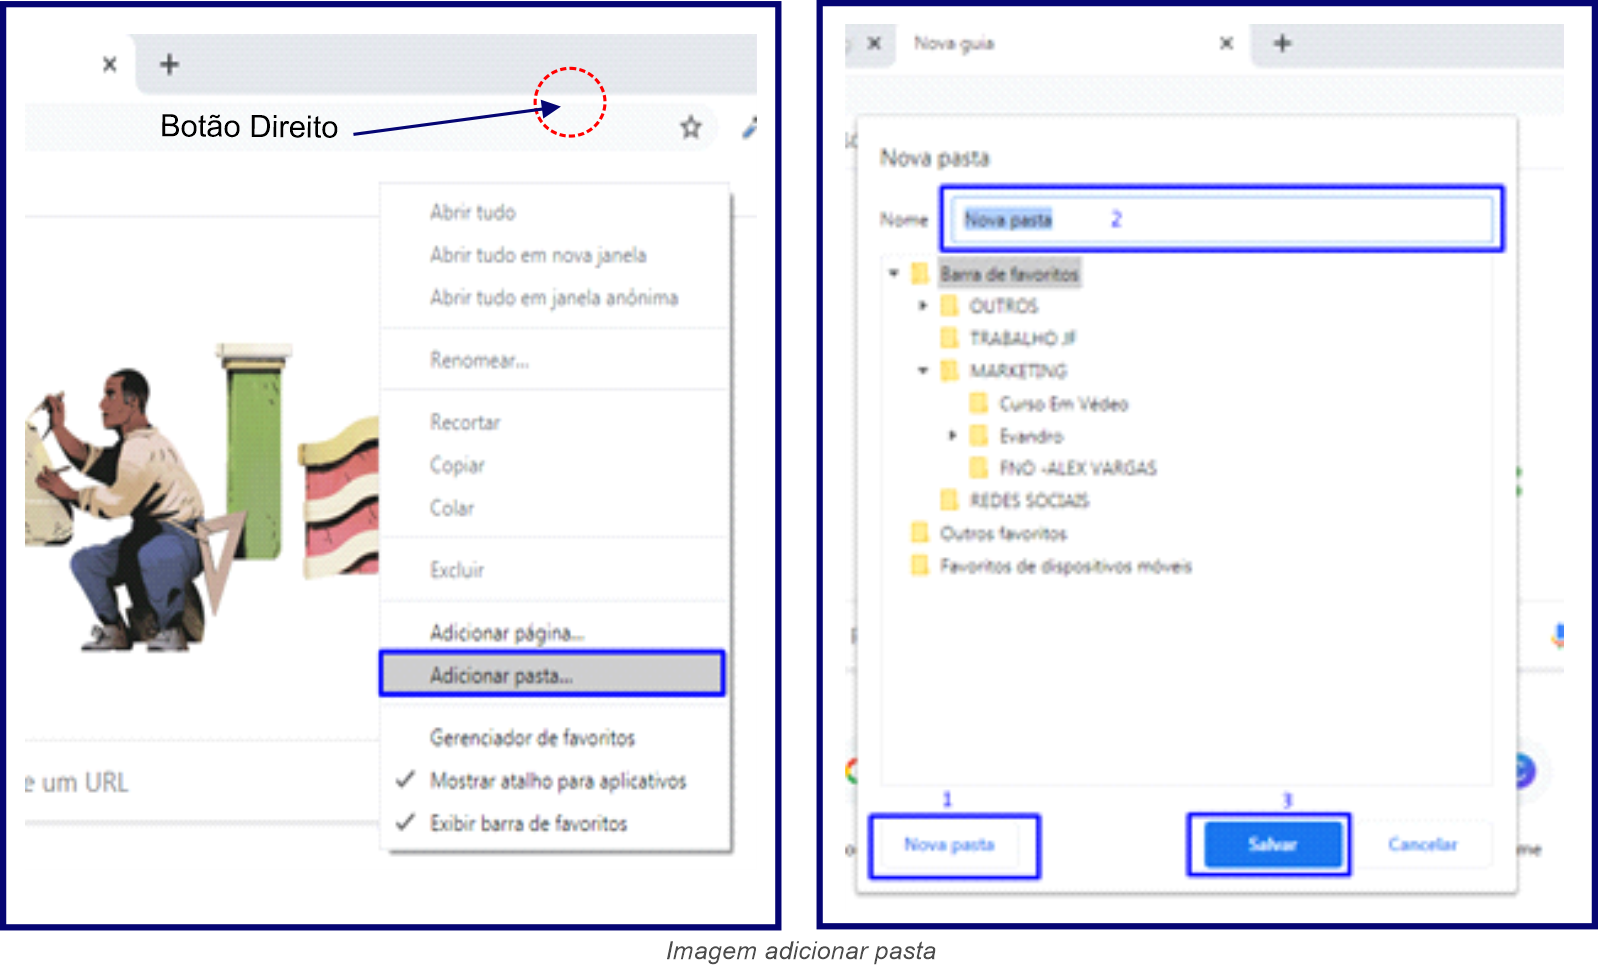 Botão Direito
Abrir tudo
Abrir tudo em nova janela
Abrir tudo em janela anônima
Renomear...
Recortar
Copiar
Colar
Excluir
Adicionar página...
Adicionar pasta...
Gerenciador de favoritos
Mostrar atalho para aplicativos
Exibir barra de favoritos
e um URL
Nova guia
Nova pasta
Nome
Nova pasta
2
Barra de favoritos
OUTROS
TRABALHO JF
MARKETING
Curso Em Védeo
Evandro
FNO -ALEX VARGAS
REDES SOCIAIS
Outros favoritos
Favoritos de dispositivos móveis
1
3
Nova pasta
Salvar
Cancelar
me
Imagem adicionar pasta